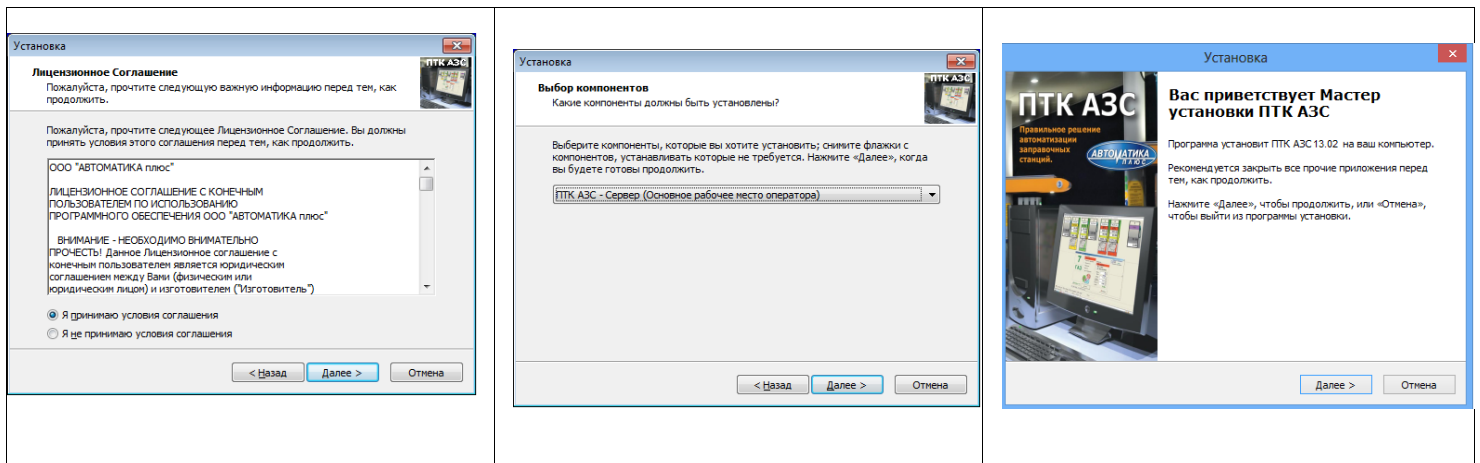 Установка
Лицензионное Соглашение
Пожалуйста, прочтите следующую важную информацию перед тем, как
продолжить.
ПТК АЗС
Пожалуйста, прочтите следующее Лицензионное Соглашение. Вы должны
принять условия этого соглашения перед тем, как продолжить.
ООО "АВТОМАТИКА плюс"
ЛИЦЕНЗИОННОЕ СОГЛАШЕНИЕ С КОНЕЧНЫМ
ПОЛЬЗОВАТЕЛЕМ ПО ИСПОЛЬЗОВАНИЮ
ПРОГРАММНОГО ОБЕСПЕЧЕНИЯ ООО "АВТОМАТИКА плюс"
ВНИМАНИЕ - НЕОБХОДИМО ВНИМАТЕЛЬНО
ПРОЧЕСТЬ! Данное Лицензионное соглашение с
конечным пользователем является юридическим
соглашением между Вами (физическим или
юридическим лицом) и изготовителем ("Изготовитель")
Я принимаю условия соглашения
Я не принимаю условия соглашения
< Назад
Далее >
Отмена
Установка
Выбор компонентов
Какие компоненты должны быть установлены?
ПТК АЗС
Выберите компоненты, которые вы хотите установить; снимите флажки с
компонентов, устанавливать которые не требуется. Нажмите «Далее», когда
вы будете готовы продолжить.
ПТК АЗС - Сервер (Основное рабочее место оператора)
< Назад
Далее >
Отмена
Установка
ПТК АЗС
Правильное решение
автоматизации
заправочных
станций.
АВТОМАТИКА
ПЛЮС
Вас приветствует Мастер
установки ПТК АЗС
Программа установит ПТК АЗС 13.02 на ваш компьютер.
Рекомендуется закрыть все прочие приложения перед
тем, как продолжить.
Нажмите «Далее», чтобы продолжить, или «Отмена»,
чтобы выйти из программы установки.
Далее >
Отмена